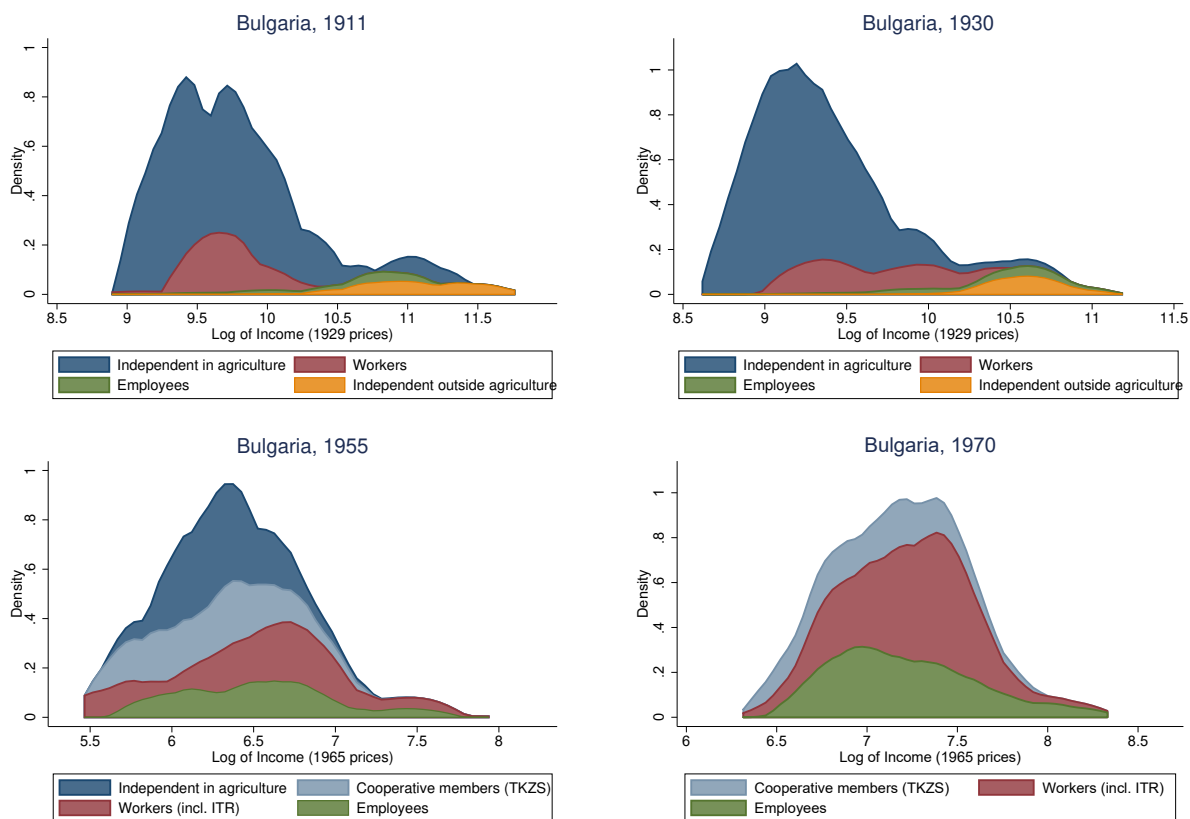 Bulgaria, 1911
1
.8
.6
.4
.2
0
Density
8.5 9 9.5 10 10.5 11 11.5
Log of Income (1929 prices)
Independent in agriculture Workers
Employees Independent outside agriculture
Bulgaria, 1930
1
.8
.6
.4
.2
0
Density
8.5 9 9.5 10 10.5 11 11.5
Log of Income (1929 prices)
Independent in agriculture Workers
Employees Independent outside agriculture
Bulgaria, 1955
1
.8
.6
.4
.2
0
Density
5.5 6 6.5 7 7.5 8
Log of Income (1965 prices)
Independent in agriculture Cooperative members (TKZS)
Workers (incl. ITR) Employees
Bulgaria, 1970
1
.8
.6
.4
.2
0
Density
6 6.5 7 7.5 8 8.5
Log of Income (1965 prices)
Cooperative members (TKZS) Workers (incl. ITR)
Employees